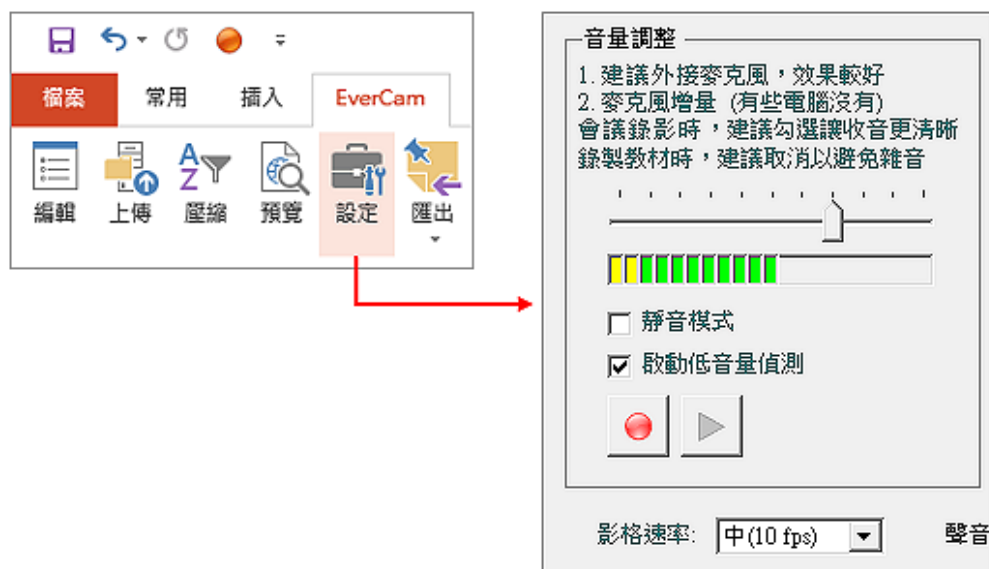 檔案 常用 插入 EverCam
編輯 上傳 壓縮 預覽 設定 匯出
音量調整
1. 建議外接麥克風，效果較好
2. 麥克風增量 (有些電腦沒有)
會議錄影時，建議勾選讓收音更清晰
錄製教材時，建議取消以避免雜音
靜音模式
啟動低音量偵測
影格速率: 中(10 fps) 聲音